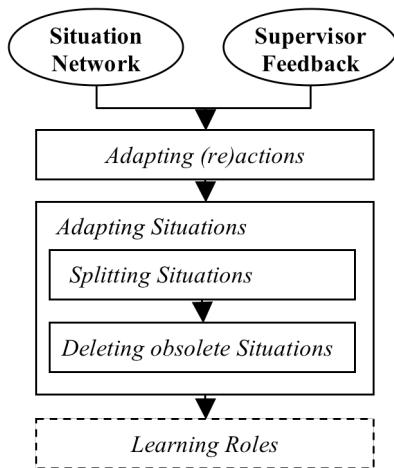 Situation
Network
Supervisor
Feedback
Adapting (re)actions
Adapting Situations
Splitting Situations
Deleting obsolete Situations
Learning Roles